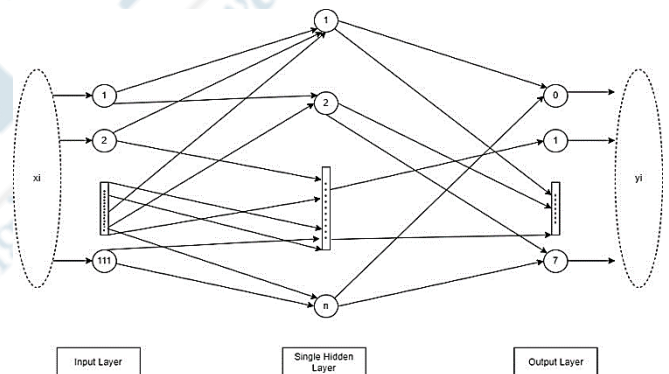 1
1
2
0
2
1
xi
yi
111
7
n
Input Layer
Single Hidden
Layer
Output Layer